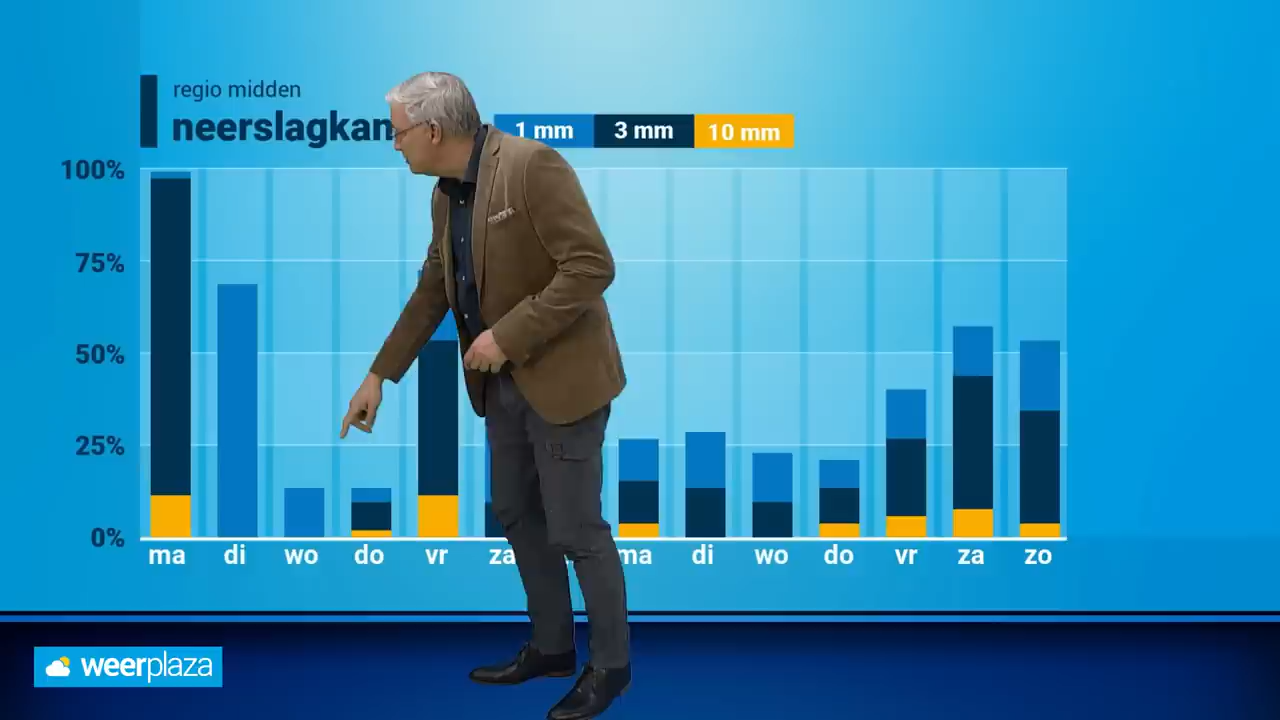 regio midden
neerslagkan
1 mm 3 mm 10 mm
100%
75%
50%
25%
0%
ma di wo do vr za ma di wo do vr za zo
weerplaza